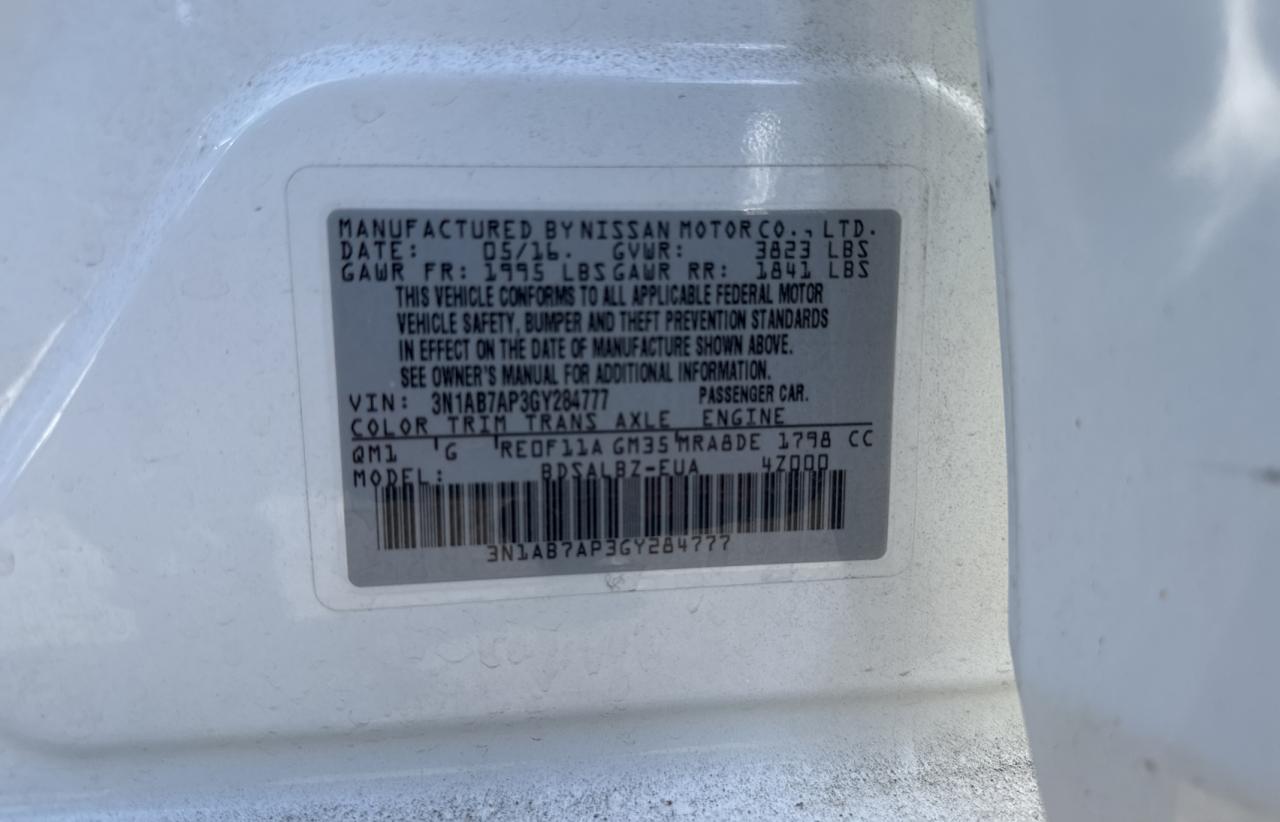 MANUFACTURED BY NISSAN MOTOR CO., LTD.
DATE: 05/16. GVWR: 3823 LBS
GAWR FR: 1995 LBS GAWR RR: 1841 LBS
THIS VEHICLE CONFORMS TO ALL APPLICABLE FEDERAL MOTOR
VEHICLE SAFETY, BUMPER AND THEFT PREVENTION STANDARDS
IN EFFECT ON THE DATE OF MANUFACTURE SHOWN ABOVE.
SEE OWNER'S MANUAL FOR ADDITIONAL INFORMATION.
VIN: 3N1AB7AP3GY284777 PASSENGER CAR.
COLOR TRIM TRANS AXLE ENGINE
QM1 G RE0F11A GM35 MRA8DE 1798 CC
MODEL: BDSALBZ-EUA 4Z000
3N1AB7AP3GY284777